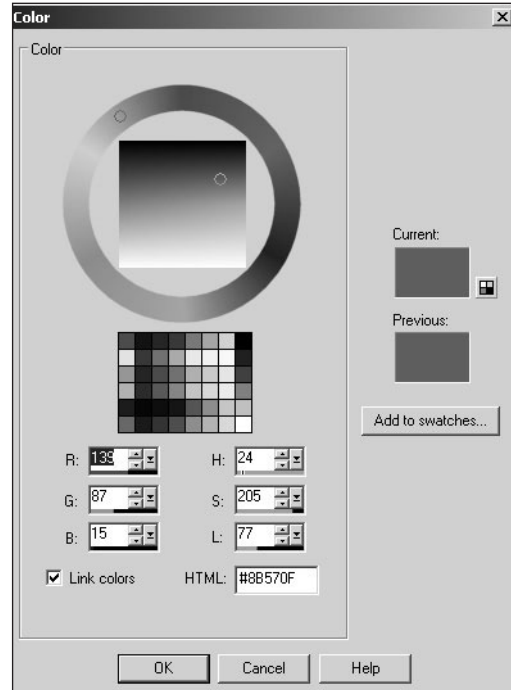 Color
Color
Current:
Previous:
Add to swatches...
R: 139 H: 24
G: 87 S: 205
B: 15 L: 77
Link colors HTML: #8B570F
OK Cancel Help